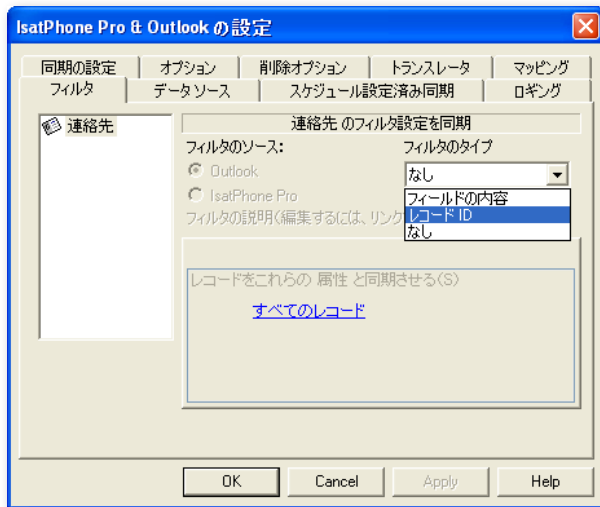 IsatPhone Pro & Outlook の設定
同期の設定
オプション
削除オプション
トランスレータ
マッピング
フィルタ
データ ソース
スケジュール設定済み同期
ロギング
連絡先
連絡先 のフィルタ設定を同期
フィルタのソース:
フィルタのタイプ
Outlook
なし
IsatPhone Pro
フィールドの内容
レコード ID
なし
フィルタの説明(編集するには、リンク
レコードをこれらの 属性 と同期させる(S)
すべてのレコード
OK
Cancel
Apply
Help